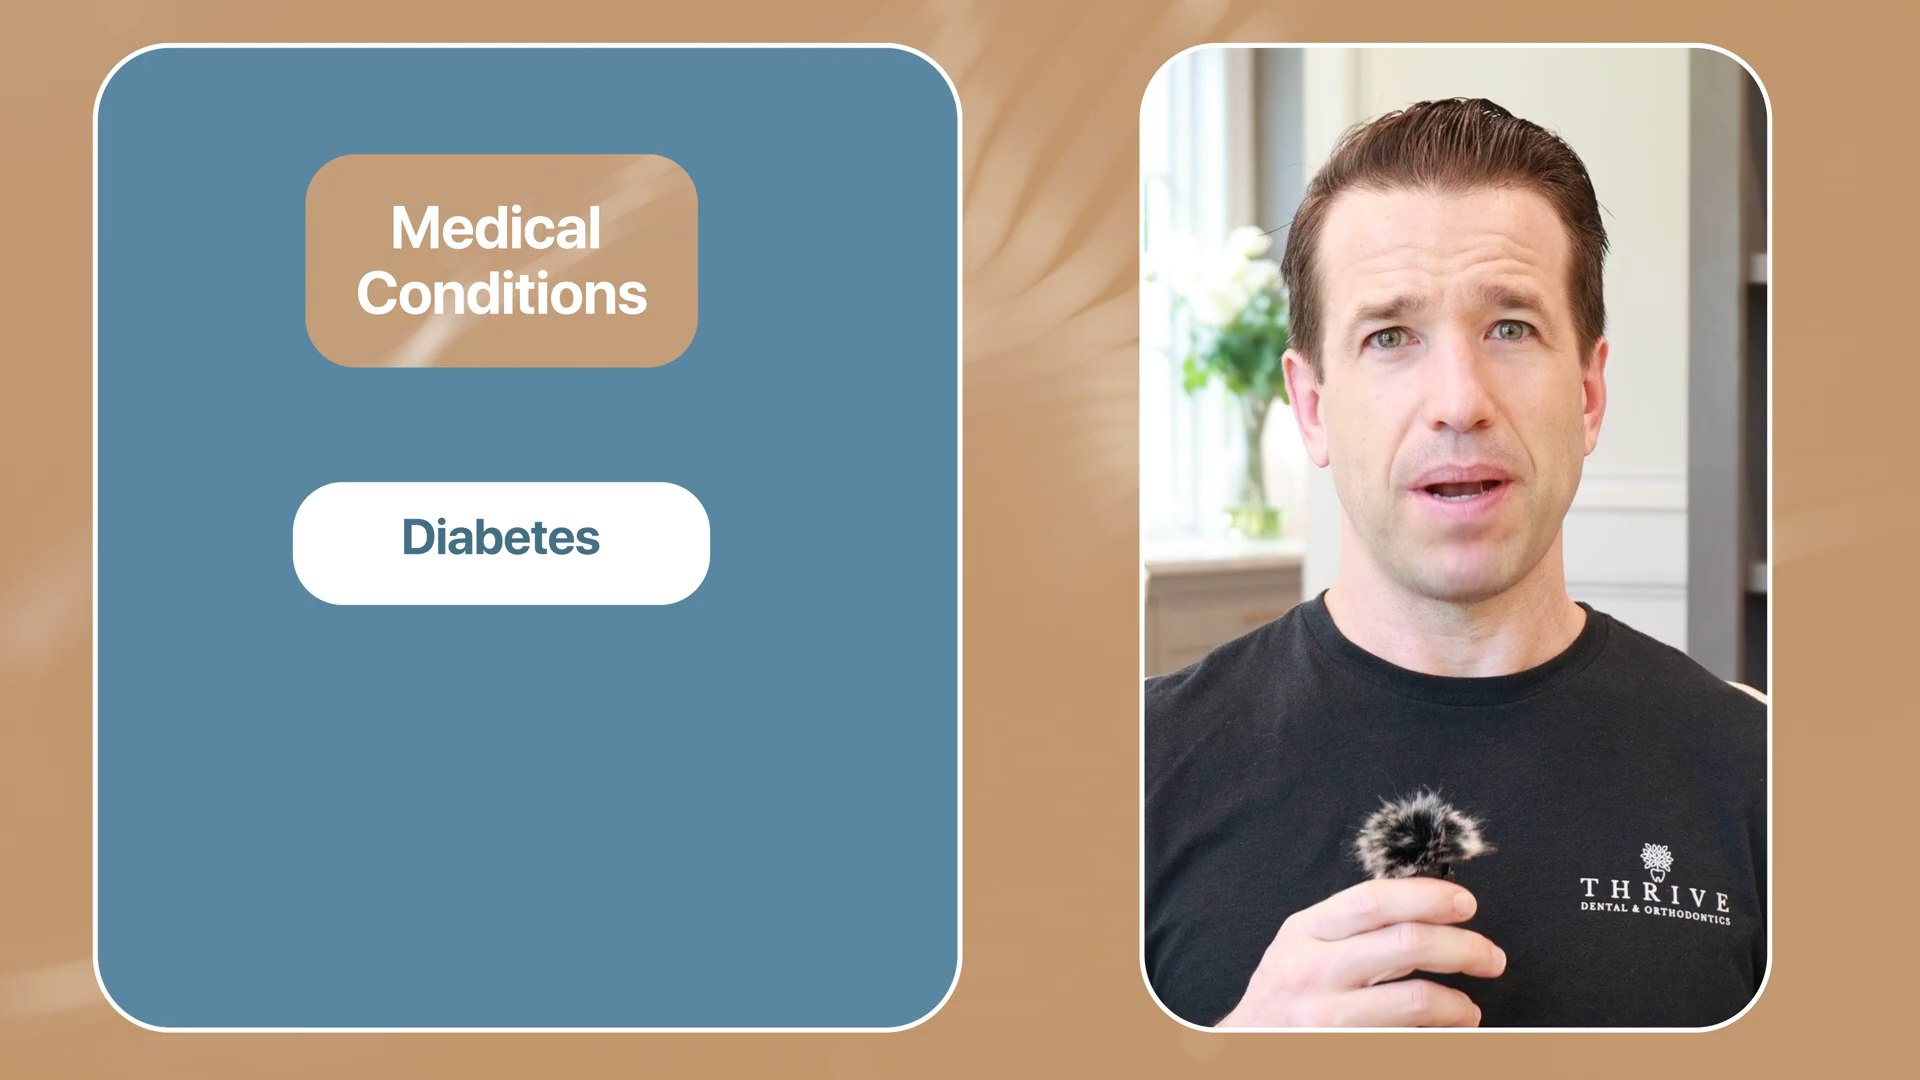 Medical
Conditions
Diabetes
THRIVE
DENTAL & ORTHODONTICS